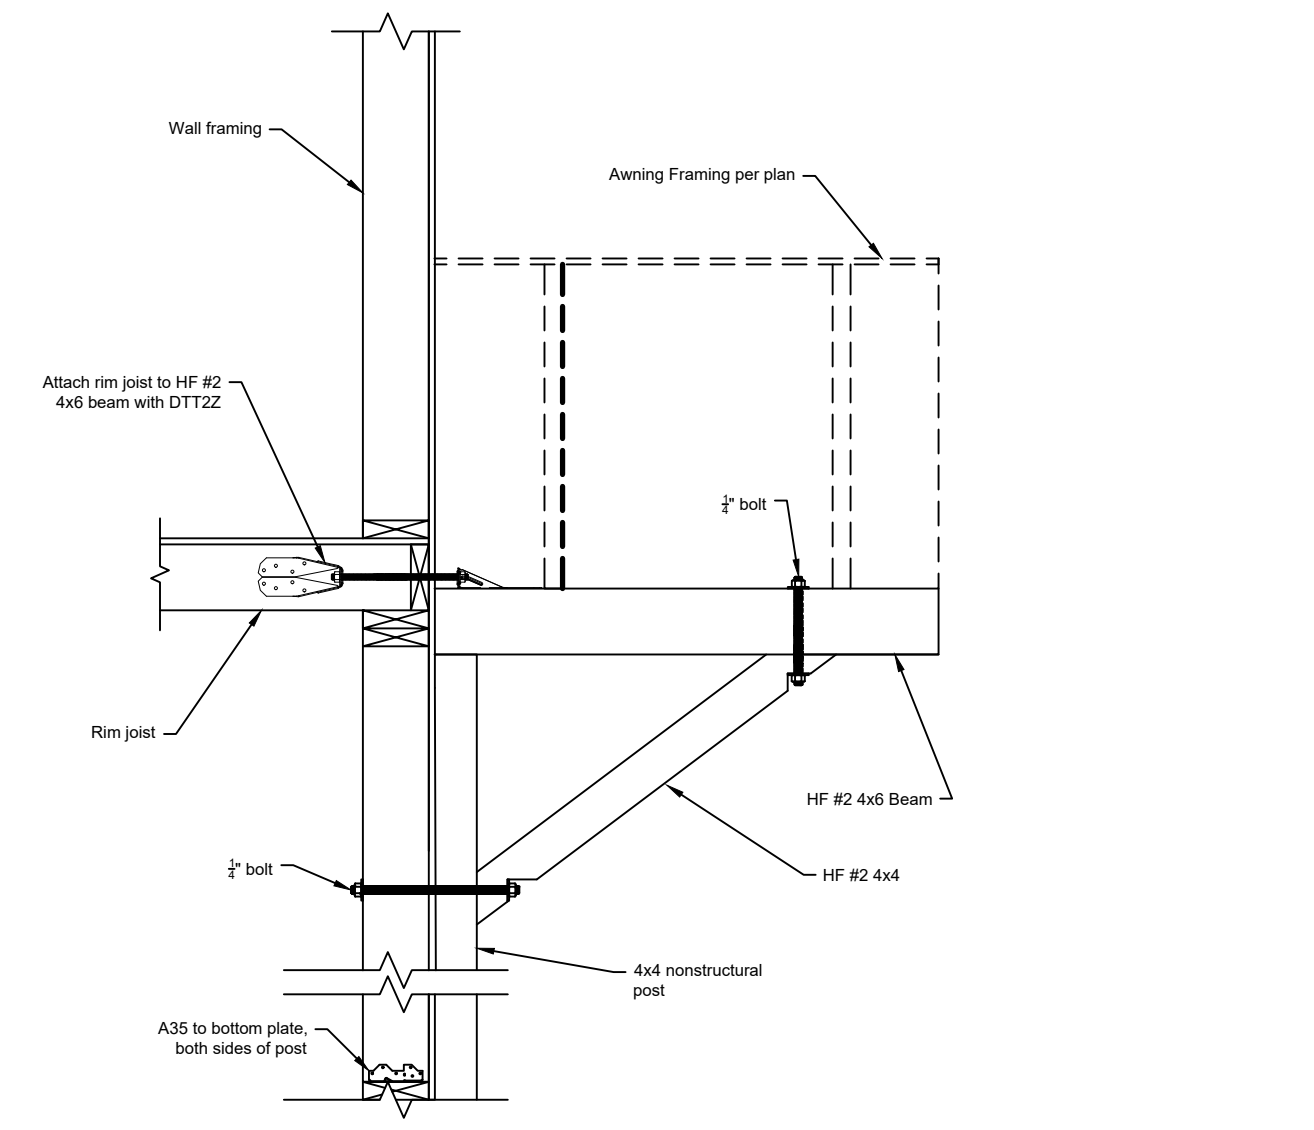 Wall framing
Awning Framing per plan
Attach rim joist to HF #2
4x6 beam with DTT2Z
1/4" bolt
Rim joist
HF #2 4x6 Beam
1/4" bolt
HF #2 4x4
4x4 nonstructural
post
A35 to bottom plate,
both sides of post